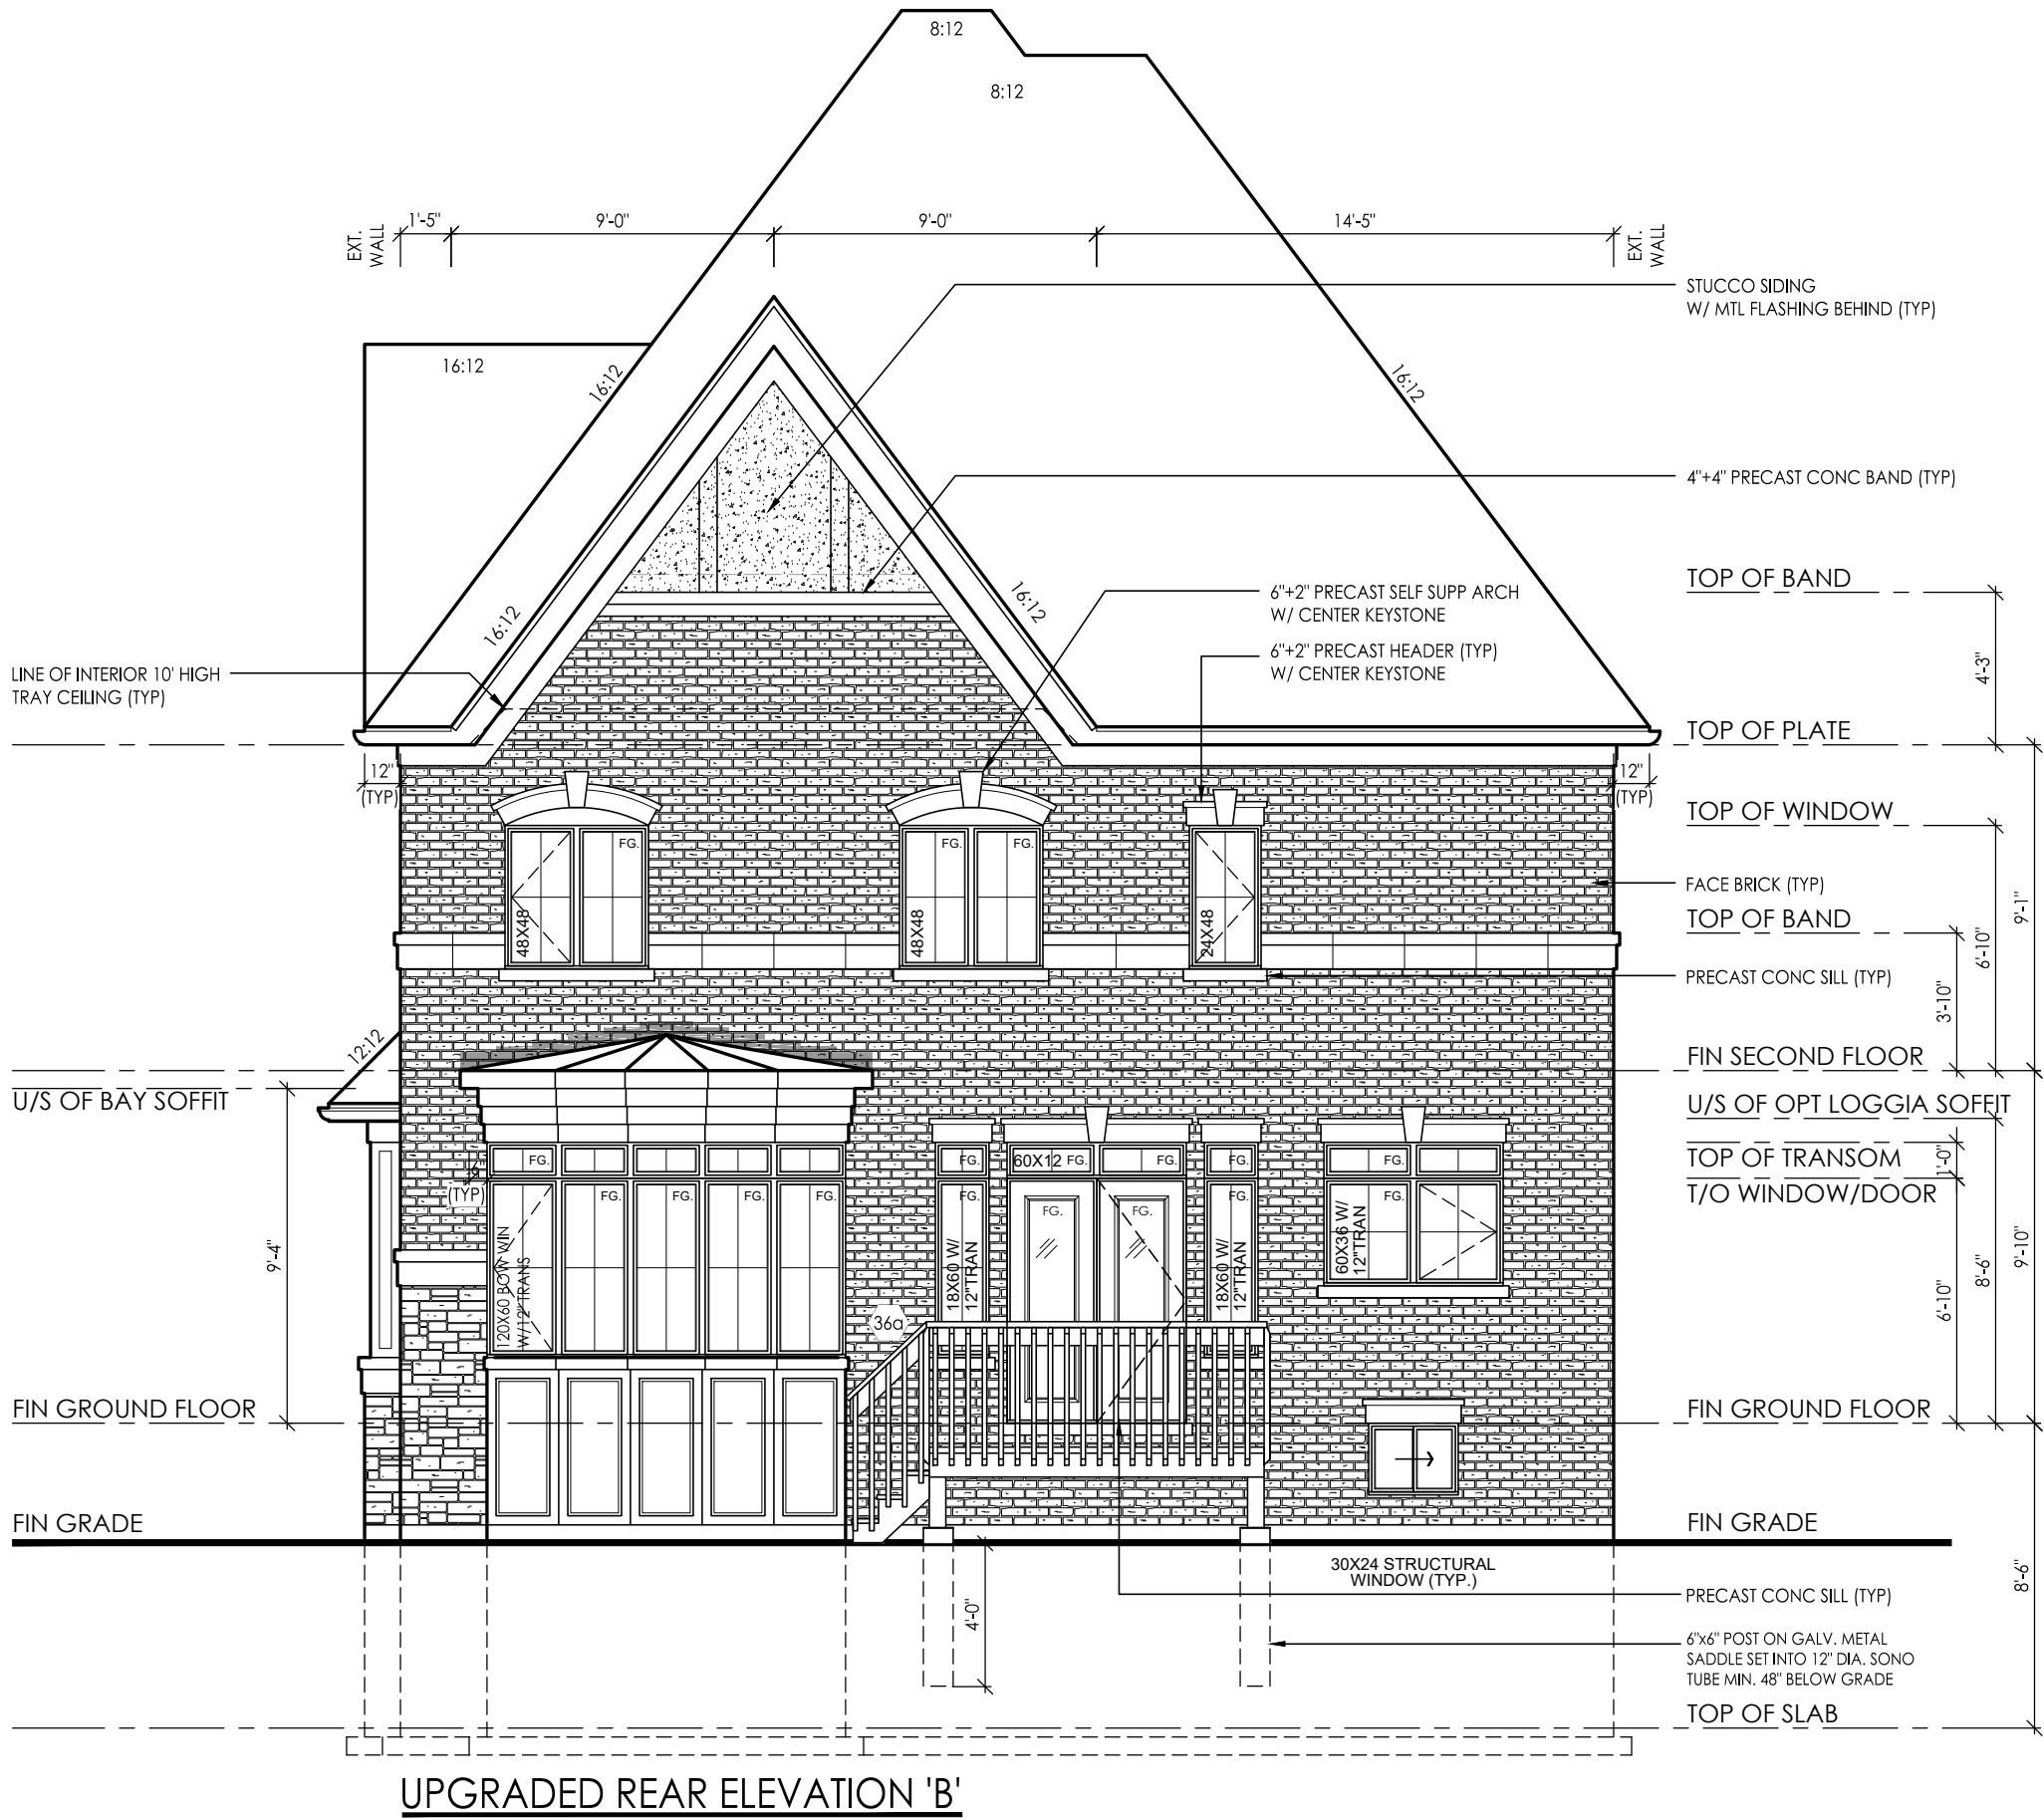 8:12
8:12
EXT.
WALL
1'-5"
9'-0"
9'-0"
14'-5"
EXT.
WALL
STUCCO SIDING
W/ MTL FLASHING BEHIND (TYP)
16:12
16:12
16:12
4"+4" PRECAST CONC BAND (TYP)
TOP OF BAND
6"+2" PRECAST SELF SUPP ARCH
W/ CENTER KEYSTONE
16:12
16:12
4'-3"
6"+2" PRECAST HEADER (TYP)
W/ CENTER KEYSTONE
LINE OF INTERIOR 10' HIGH
TRAY CEILING (TYP)
TOP OF PLATE
12"
(TYP)
12"
(TYP)
TOP OF WINDOW
FG.
FG.
FG.
48X48
48X48
24X48
FACE BRICK (TYP)
TOP OF BAND
9'-1"
6'-10"
3'-10"
PRECAST CONC SILL (TYP)
12:12
FIN SECOND FLOOR
U/S OF BAY SOFFIT
U/S OF OPT LOGGIA SOFFIT
TOP OF TRANSOM
1'-0"
T/O WINDOW/DOOR
FG.
FG.
60X12 FG.
FG.
FG.
FG.
6"
(TYP)
FG.
FG.
FG.
FG.
FG.
FG.
FG.
FG.
FG.
120X60 BOW WIN
W/12" TRANS
18X60 W/
12"TRAN
18X60 W/
12"TRAN
60X36 W/
12"TRAN
9'-4"
9'-10"
8'-6"
6'-10"
36a
FIN GROUND FLOOR
FIN GROUND FLOOR
FIN GRADE
FIN GRADE
30X24 STRUCTURAL
WINDOW (TYP.)
8'-6"
4'-0"
PRECAST CONC SILL (TYP)
6"x6" POST ON GALV. METAL
SADDLE SET INTO 12" DIA. SONO
TUBE MIN. 48" BELOW GRADE
TOP OF SLAB
UPGRADED REAR ELEVATION 'B'